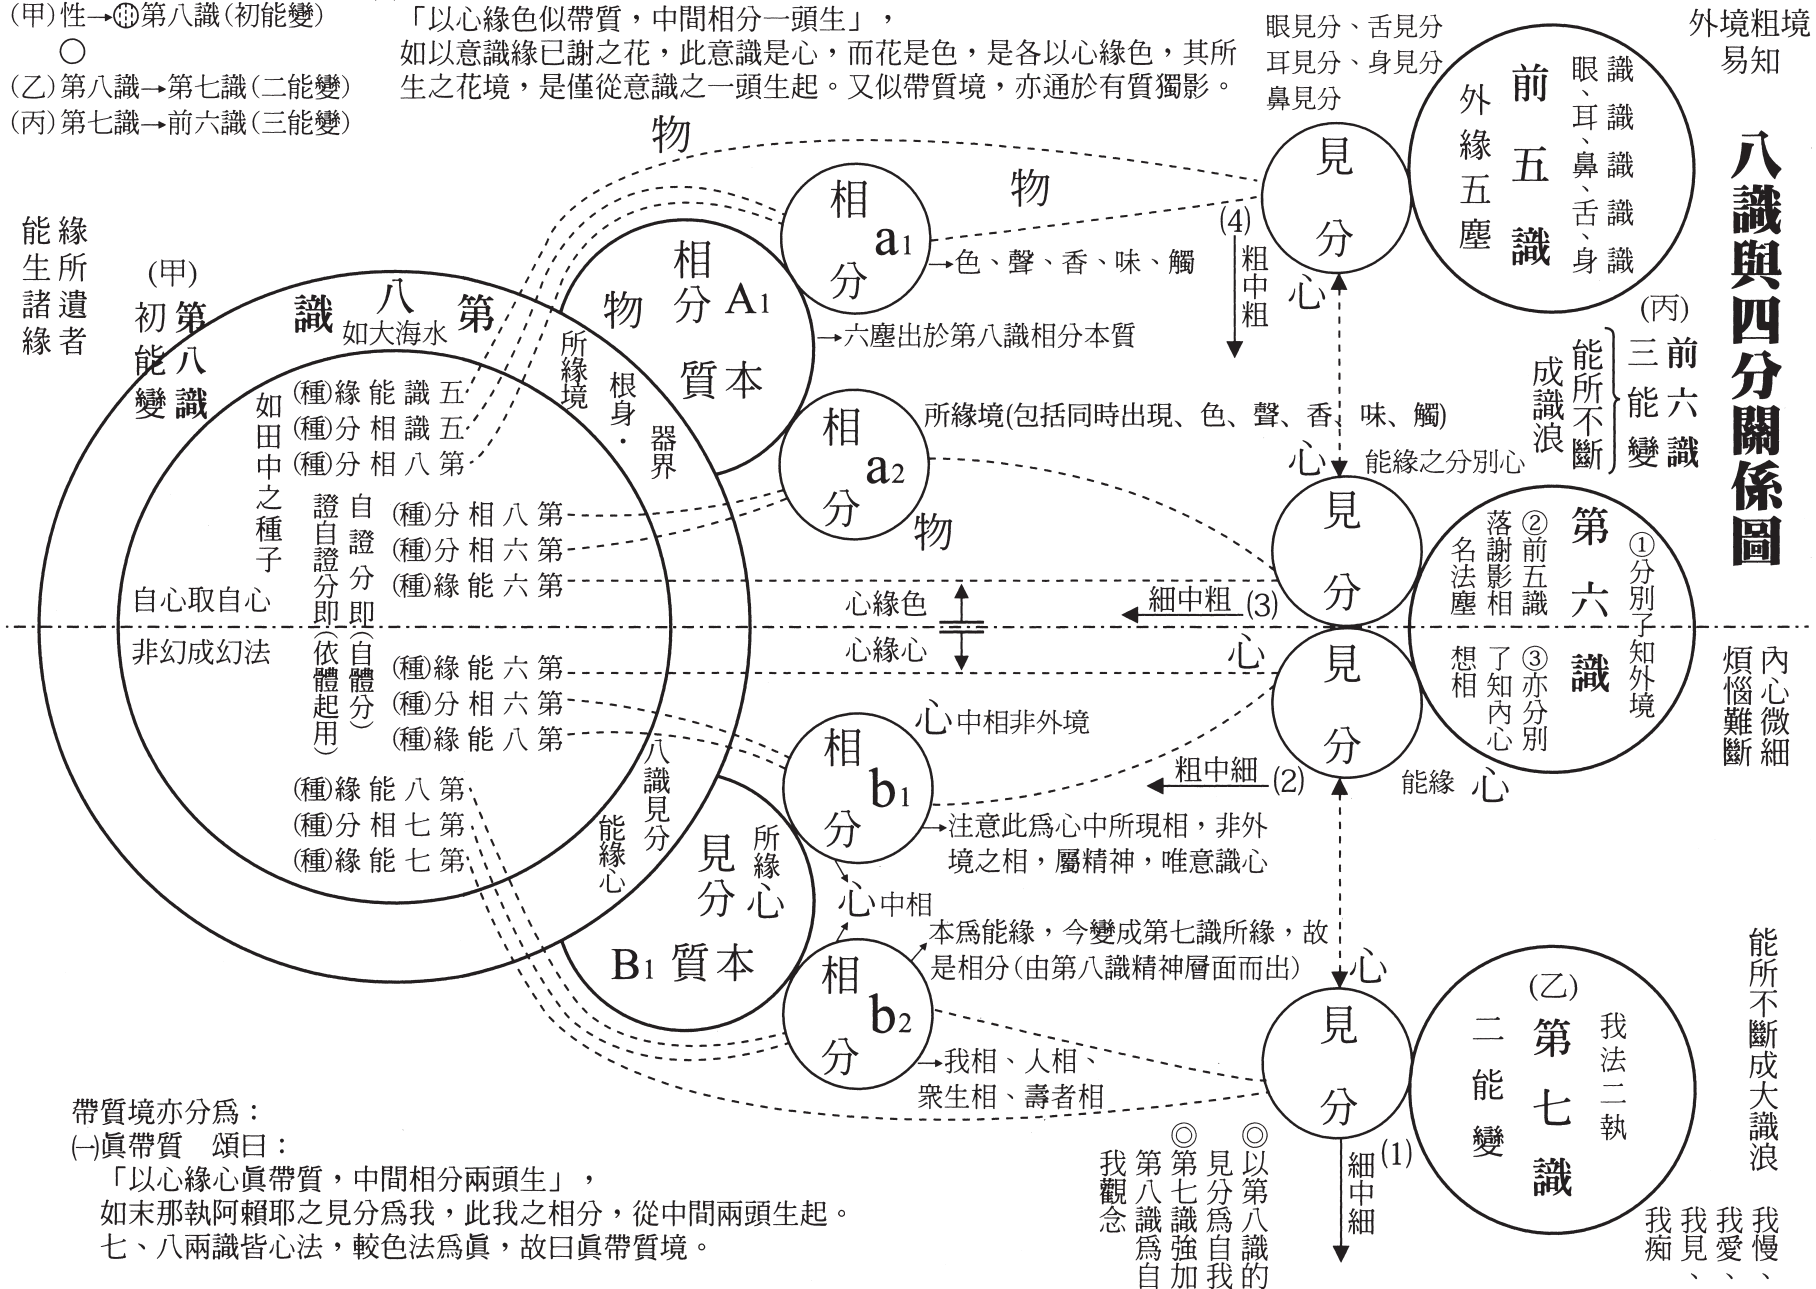 八識與四分關係圖
外境粗境
易知
(甲)性→第八識(初能變)
(乙)第八識→第七識(二能變)
(丙)第七識→前六識(三能變)
「以心緣色似帶質，中間相分一頭生」，
如以意識緣已謝之花，此意識是心，而花是色，是各以心緣色，其所
生之花境，是僅從意識之一頭生起。又似帶質境，亦通於有質獨影。
眼見分、舌見分
耳見分、身見分
鼻見分
識識識識識
眼、耳、鼻、舌、身
前五識
外緣五塵
見分
心
物
物
(4)
粗中粗
相分
a1
→色、聲、香、味、觸
相分
A1
質本
→六塵出於第八識相分本質
(丙)
前六識
三能變
能所不斷
成識浪
緣所遺者
能生諸緣
(甲)
第八識
初能變
識八第
如大海水
物
所緣境
根身·
器界
(種)緣能識五
(種)分相識五
(種)分相八第
如田中之種子
自證分即(自體分)
證自證分即(依體起用)
(種)分相八第
(種)分相六第
(種)緣能六第
自心取自心
非幻成幻法
(種)緣能六第
(種)分相六第
(種)緣能八第
(種)緣能八第
(種)分相七第
(種)緣能七第
八識見分
能緣心
相分
a2
所緣境(包括同時出現、色、聲、香、味、觸)
物
心
能緣之分別心
見分
第六識
①分別了知外境
②前五識
落謝影相
名法塵
③亦分別
了知內心
想相
心緣色
心緣心
細中粗
(3)
心
見分
能緣
心
粗中細
(2)
內心微細
煩惱難斷
心中相非外境
相分
b1
→注意此為心中所現相，非外
境之相，屬精神，唯意識心
所緣心
見分
B1
質本
心中相
本為能緣，今變成第七識所緣，故
是相分(由第八識精神層面而出)
相分
b2
→我相、人相、
衆生相、壽者相
心
見分
(1)
細中細
(乙)
第七識
二能變
我法二執
能所不斷成大識浪
我慢、
我愛、
我見、
我痴
◎以第八識的
見分為自我
◎第七識強加
第八識為自
我觀念
帶質境亦分為：
㈠眞帶質　頌曰：
「以心緣心眞帶質，中間相分兩頭生」，
如末那執阿賴耶之見分為我，此我之相分，從中間兩頭生起。
七、八兩識皆心法，較色法為眞，故曰眞帶質境。